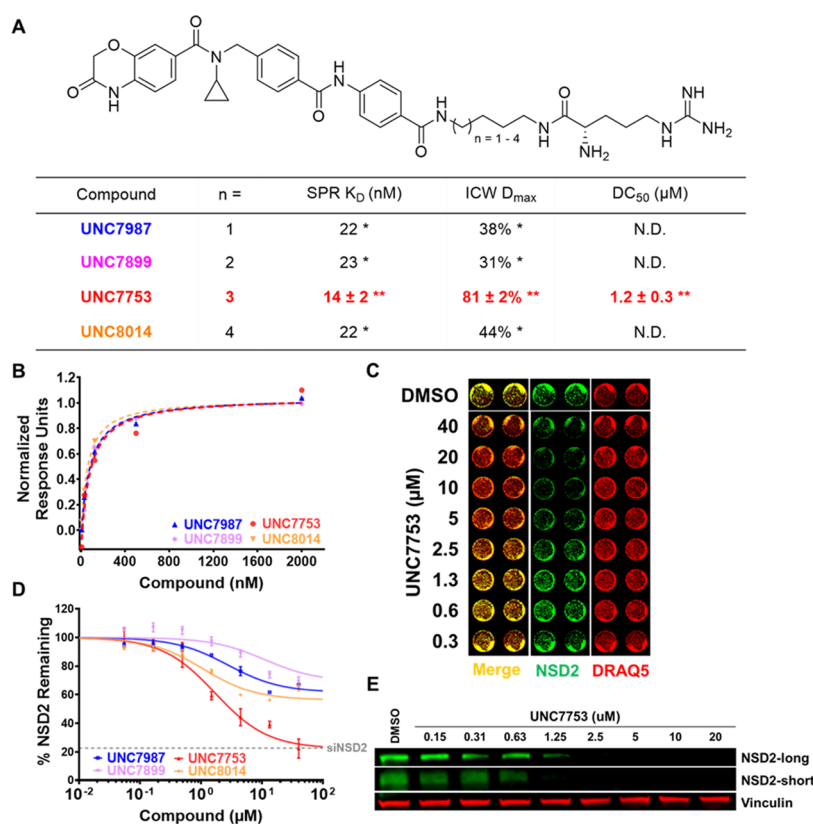 A
O
O
O
N
O
N
H
N
H
O
N
H
O
n = 1 - 4
N
H
O
NH2
N
H
NH
NH2
Compound n = SPR KD (nM) ICW Dmax DC50 (µM)
UNC7987 1 22 * 38% * N.D.
UNC7899 2 23 * 31% * N.D.
UNC7753 3 14 ± 2 ** 81 ± 2% ** 1.2 ± 0.3 **
UNC8014 4 22 * 44% * N.D.
B
Normalized
Response Units
1.2
1.0
0.8
0.6
0.4
0.2
0.0
UNC7987 UNC7753
UNC7899 UNC8014
0 400 800 1200 1600 2000
Compound (nM)
C
DMSO
UNC7753
(µM)
40
20
10
5
2.5
1.3
0.6
0.3
Merge NSD2 DRAQ5
D
% NSD2 Remaining
120
100
80
60
40
20
0
siNSD2
UNC7987 UNC7753
UNC7899 UNC8014
10-2 10-1 100 101 102
Compound (µM)
E
DMSO
UNC7753 (uM)
0.15 0.31 0.63 1.25 2.5 5 10 20
NSD2-long
NSD2-short
Vinculin